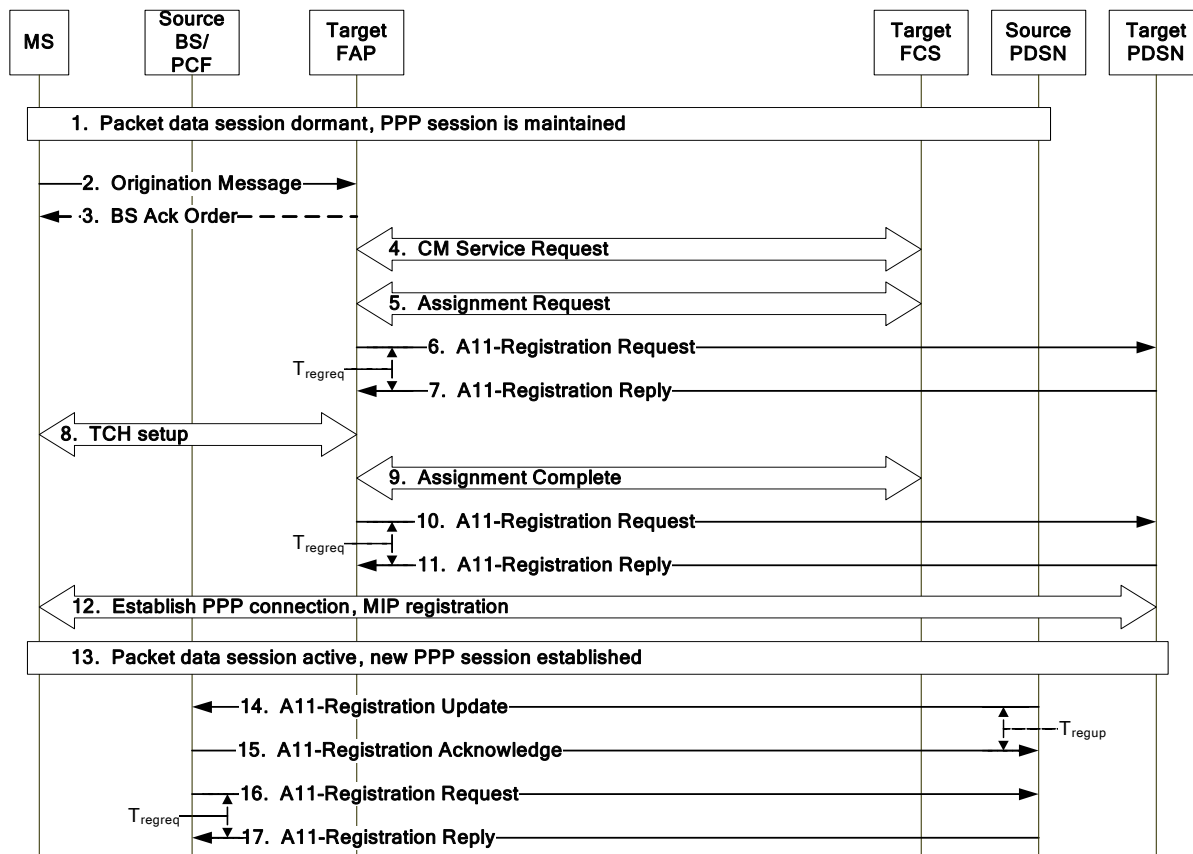 MS
Source
BS/
PCF
Target
FAP
Target
FCS
Source
PDSN
Target
PDSN
1. Packet data session dormant, PPP session is maintained
2. Origination Message
3. BS Ack Order
4. CM Service Request
5. Assignment Request
6. A11-Registration Request
Tregreq
7. A11-Registration Reply
8. TCH setup
9. Assignment Complete
10. A11-Registration Request
Tregreq
11. A11-Registration Reply
12. Establish PPP connection, MIP registration
13. Packet data session active, new PPP session established
14. A11-Registration Update
Tregup
15. A11-Registration Acknowledge
16. A11-Registration Request
Tregreq
17. A11-Registration Reply